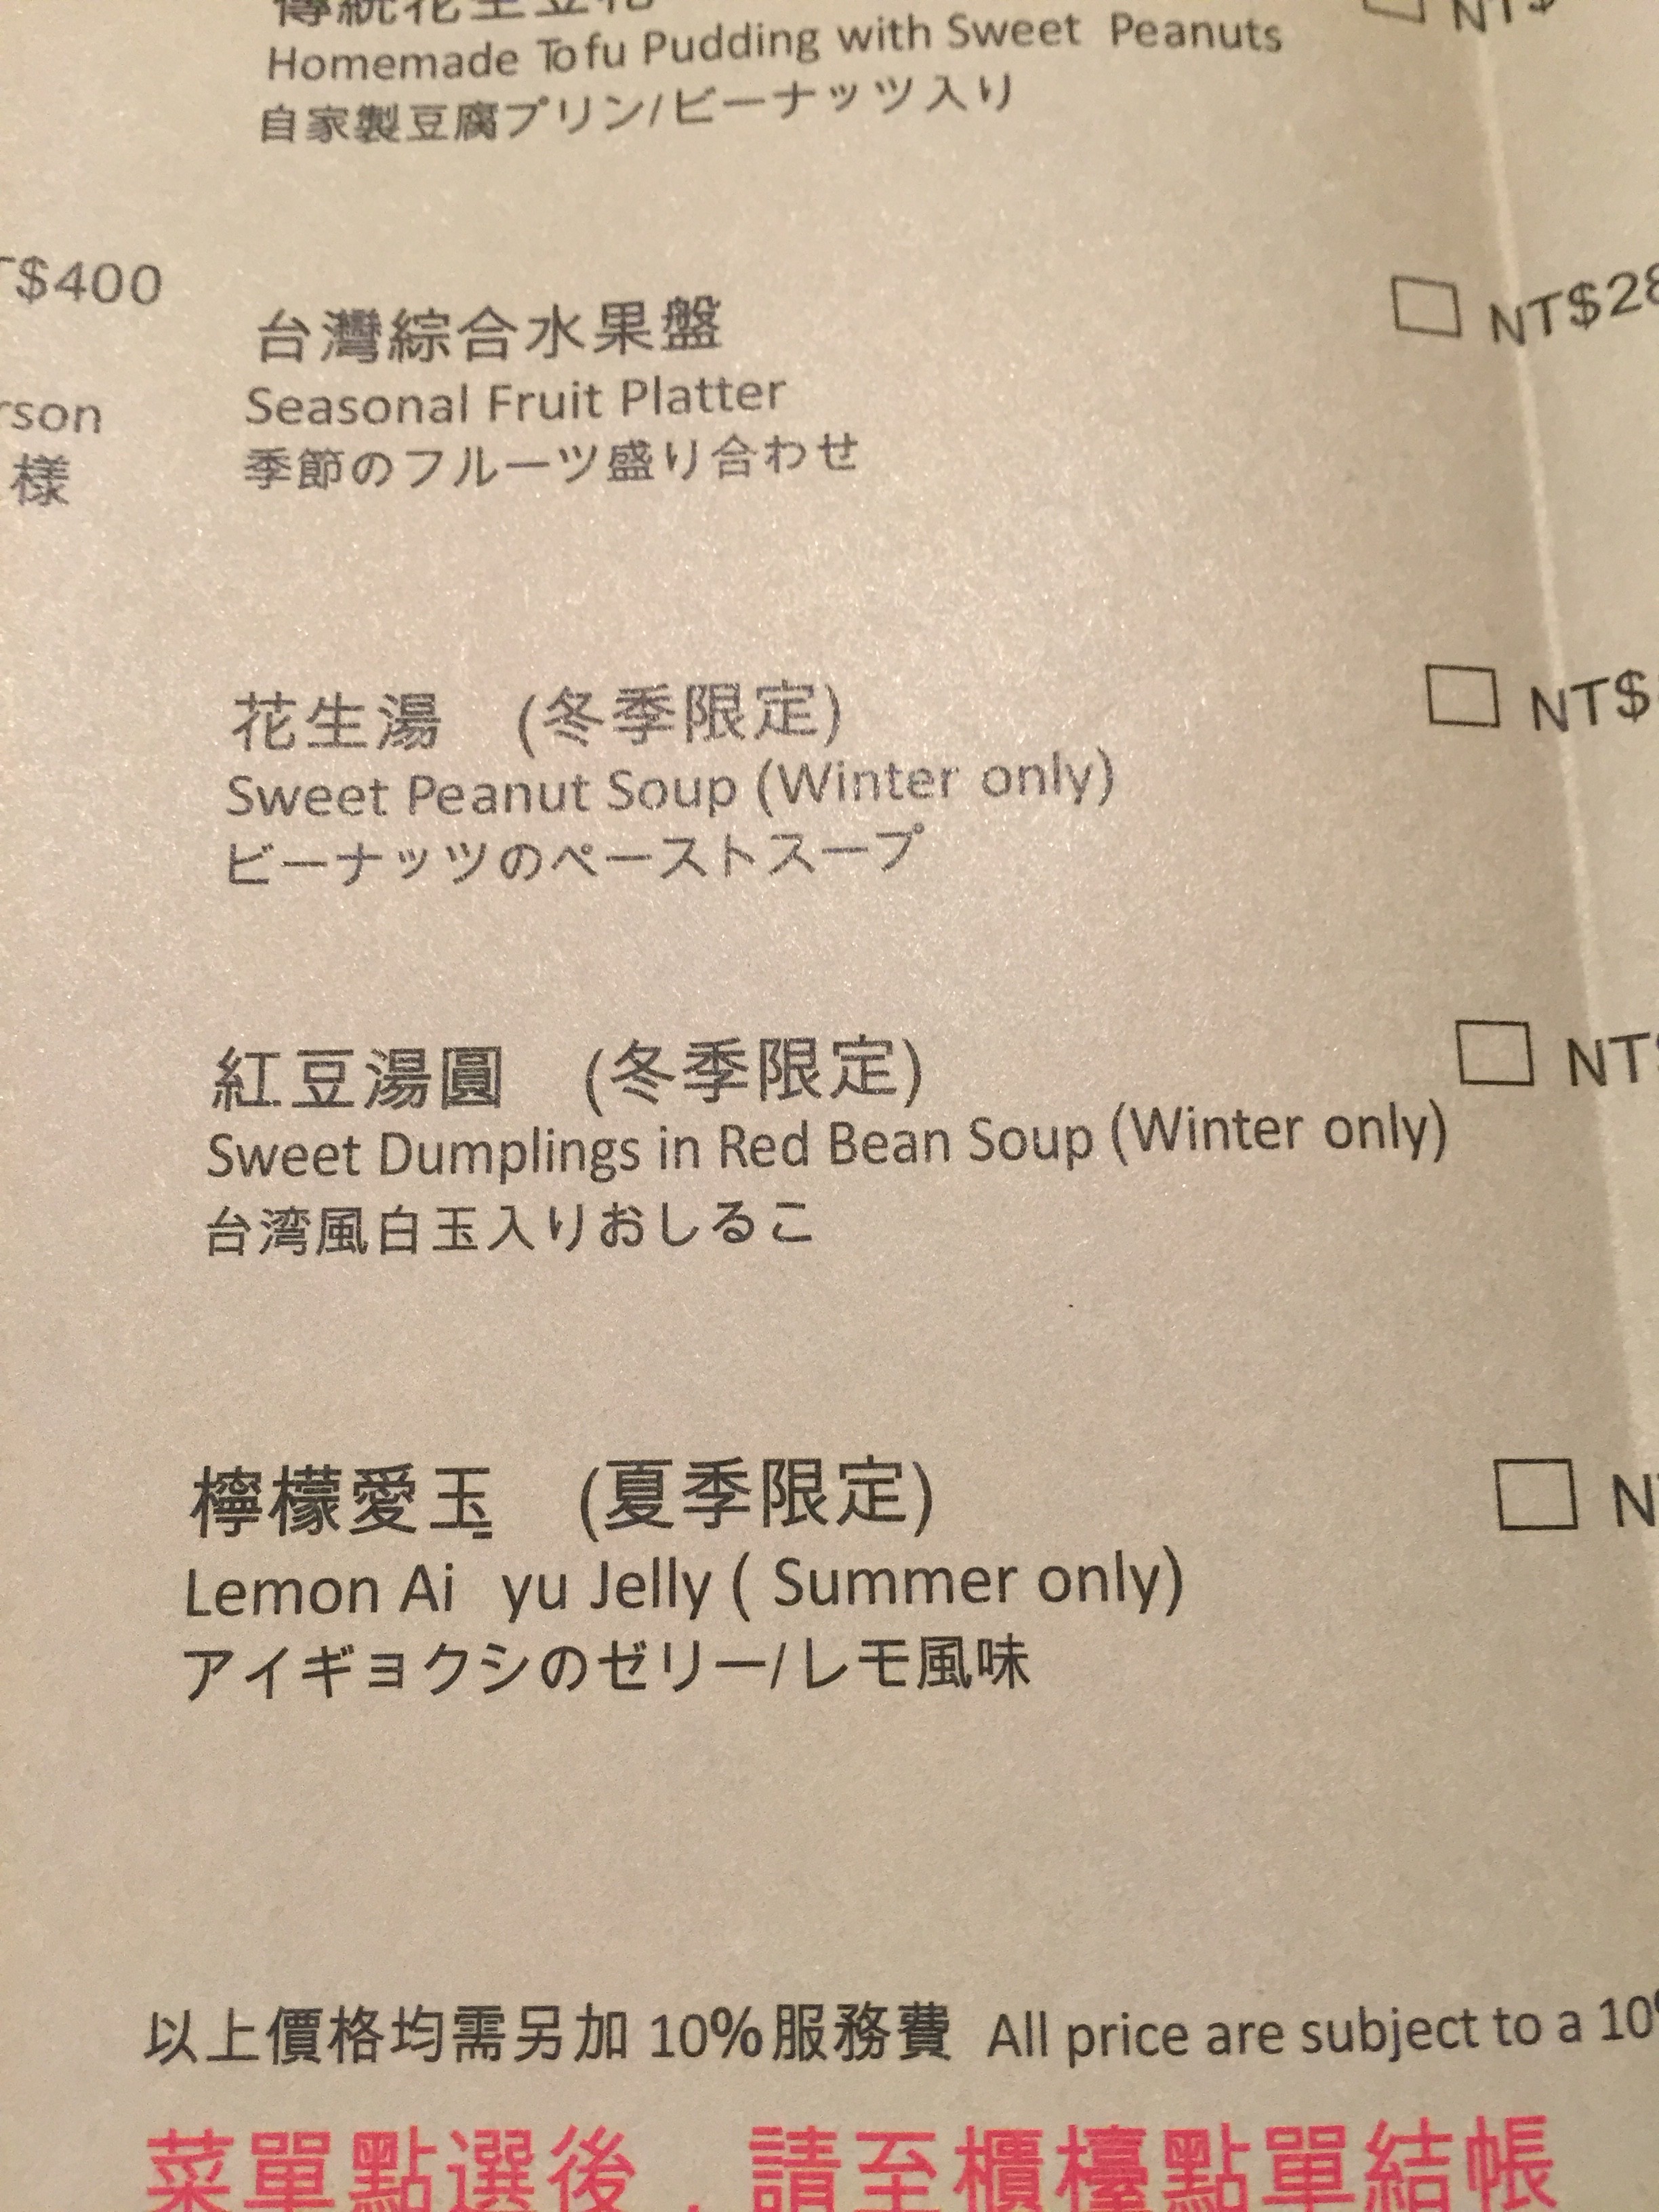 Homemade Tofu Pudding with Sweet Peanuts
自家製豆腐プリン/ビーナッツ入り
$400
台灣綜合水果盤
NT$28
Seasonal Fruit Platter
季節のフルーツ盛り合わせ
rson
様
花生湯 (冬季限定)
NT$
Sweet Peanut Soup (Winter only)
ビーナッツのペーストスープ
紅豆湯圓 (冬季限定)
NT
Sweet Dumplings in Red Bean Soup (Winter only)
台湾風白玉入りおしるこ
檸檬愛玉 (夏季限定)
N
Lemon Ai yu Jelly ( Summer only)
アイギョクシのゼリー/レモ風味
以上價格均需另加 10%服務費 All price are subject to a 10
菜單點選後，請至櫃檯點單結帳